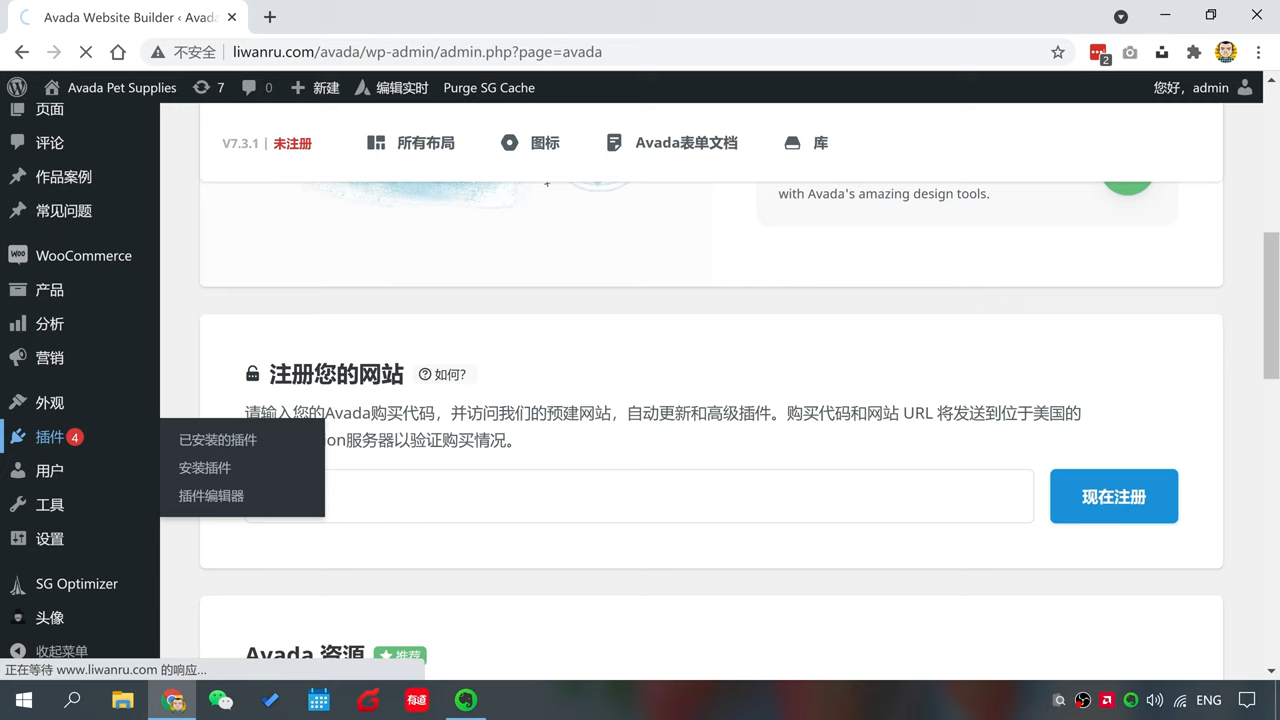 Avada Website Builder ‹ Avada
不安全
liwanru.com/avada/wp-admin/admin.php?page=avada
2
Avada Pet Supplies
7
0
新建
编辑实时
Purge SG Cache
您好，admin
页面
评论
作品案例
常见问题
WooCommerce
产品
分析
营销
外观
插件 4
用户
工具
设置
SG Optimizer
头像
收起菜单
已安装的插件
安装插件
插件编辑器
V7.3.1 | 未注册
所有布局
图标
Avada表单文档
库
with Avada's amazing design tools.
注册您的网站
如何?
请输入您的Avada购买代码，并访问我们的预建网站，自动更新和高级插件。购买代码和网站 URL 将发送到位于美国的
on服务器以验证购买情况。
现在注册
Avada 资源
推荐
正在等待 www.liwanru.com 的响应...
有道
ENG